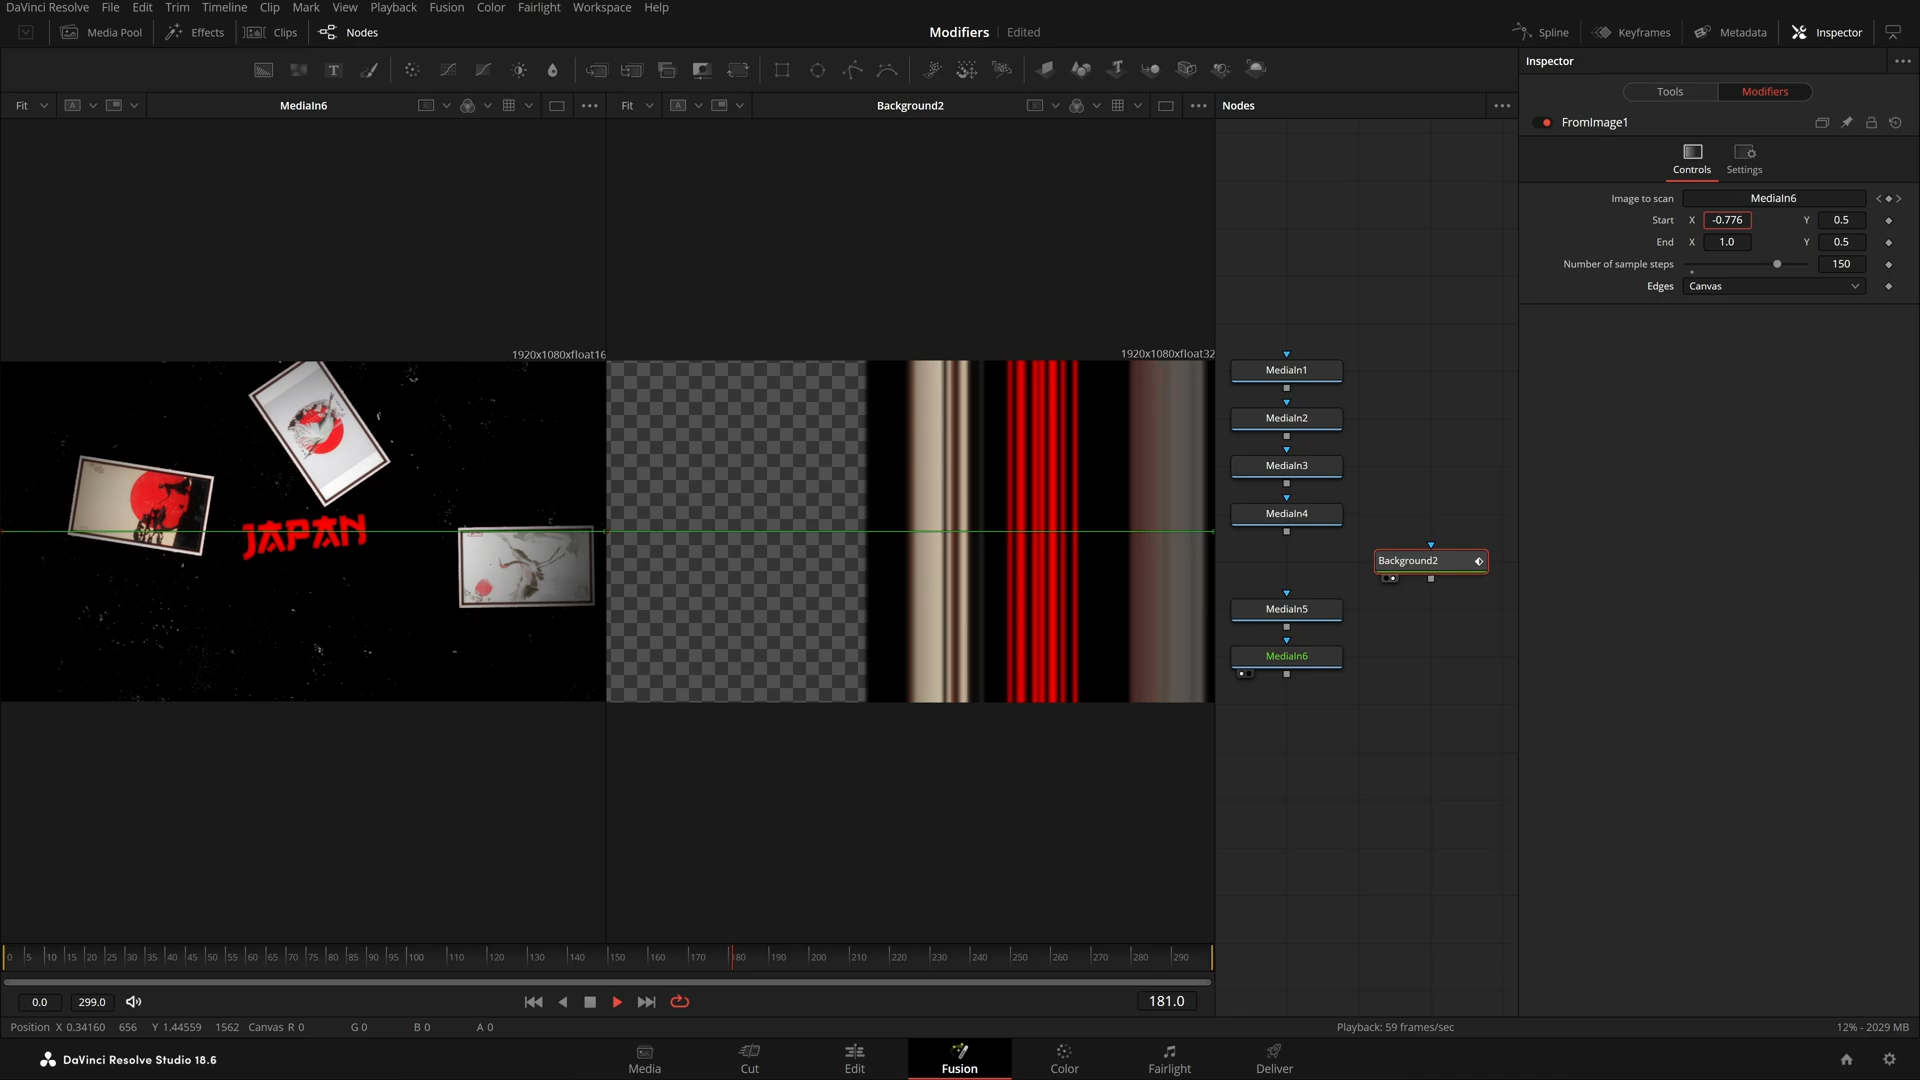 DaVinci Resolve File Edit Trim Timeline Clip Mark View Playback Fusion Color Fairlight Workspace Help
Media Pool Effects Clips Nodes Modifiers Edited Spline Keyframes Metadata Inspector
Inspector
Tools Modifiers
Fit A MediaIn6 Fit A Background2 Nodes
FromImage1
Controls Settings
Image to scan MediaIn6
Start X -0.776 Y 0.5
End X 1.0 Y 0.5
Number of sample steps 150
Edges Canvas
1920x1080xfloat16 1920x1080xfloat32
MediaIn1
MediaIn2
MediaIn3
MediaIn4
JAPAN
Background2
MediaIn5
MediaIn6
0 5 10 15 20 25 30 35 40 45 50 55 60 65 70 75 80 85 90 95 100 110 120 130 140 150 160 170 180 190 200 210 220 230 240 250 260 270 280 290
0.0 299.0 181.0
Position X 0.34160 656 Y 1.44559 1562 Canvas R 0 G 0 B 0 A 0 Playback: 59 frames/sec 12% - 2029 MB
DaVinci Resolve Studio 18.6 Media Cut Edit Fusion Color Fairlight Deliver